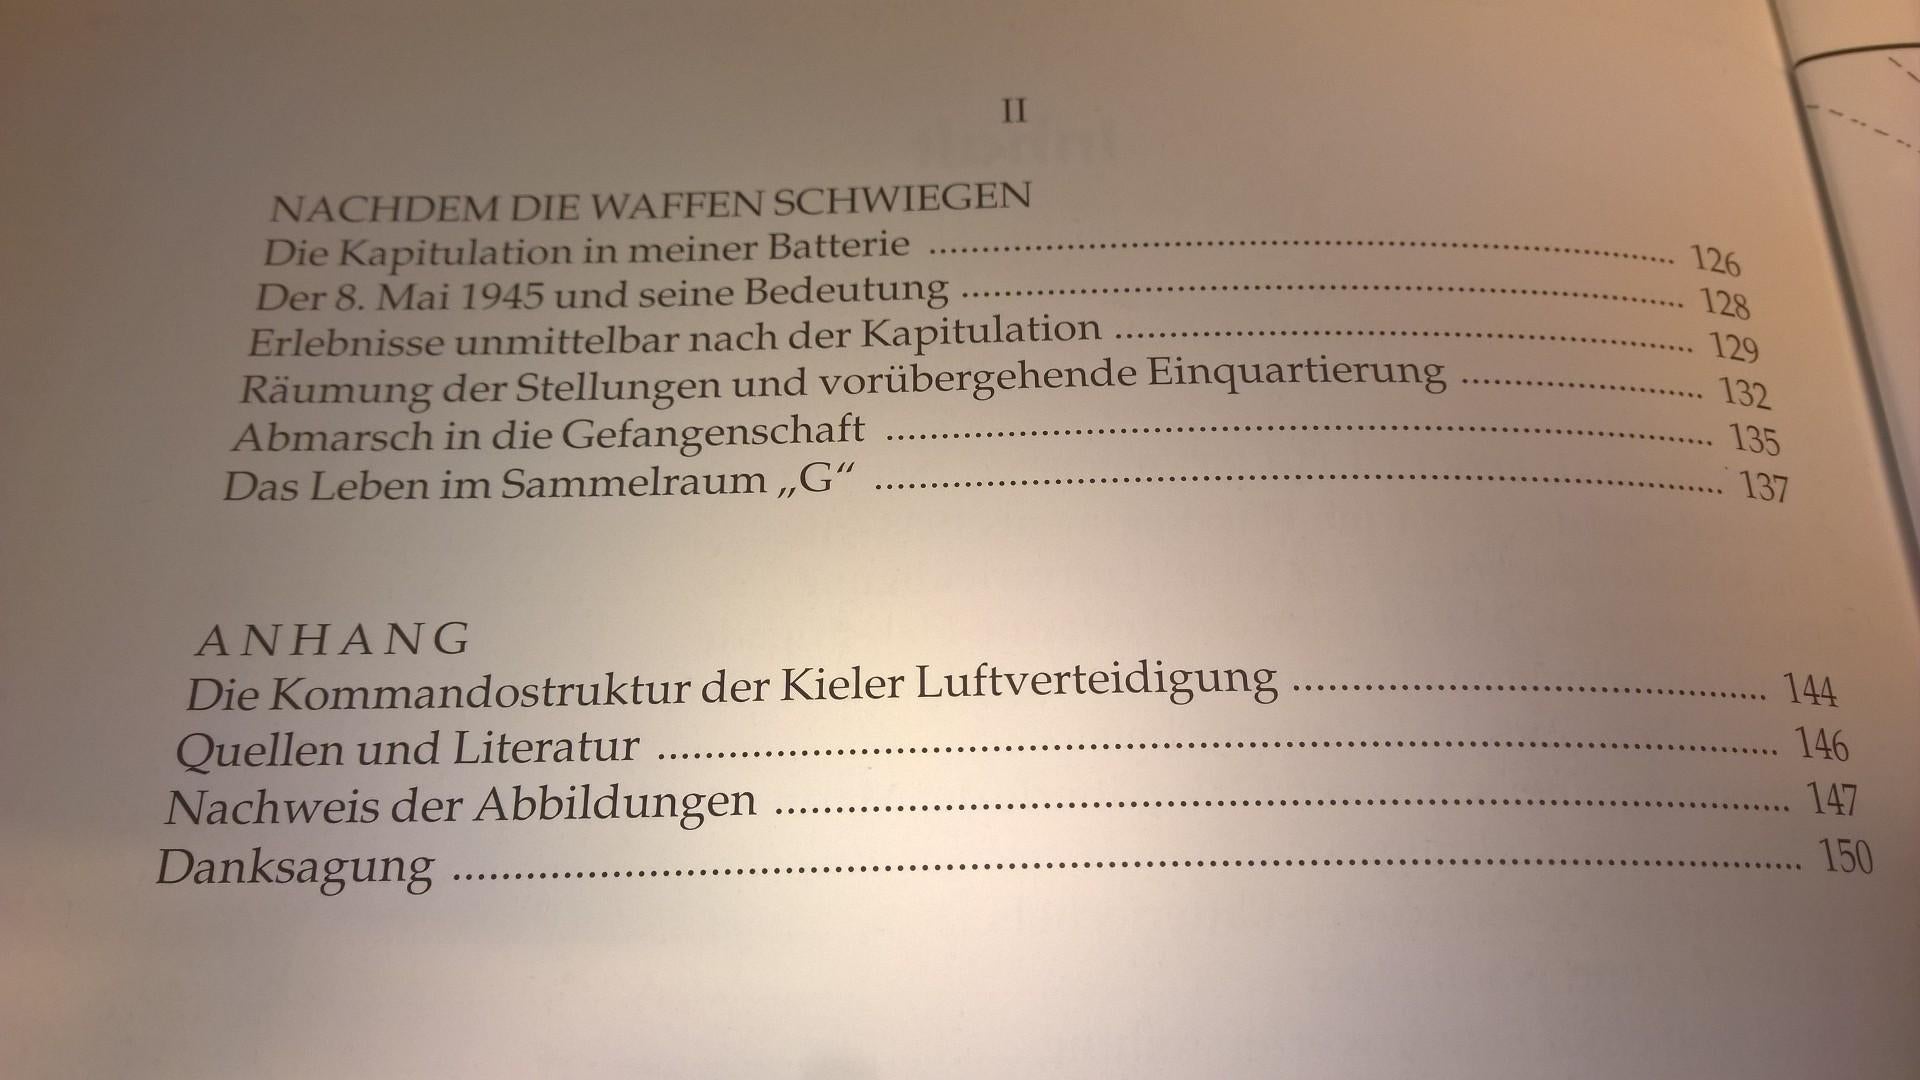 II
NACHDEM DIE WAFFEN SCHWIEGEN
Die Kapitulation in meiner Batterie ........................ 126
Der 8. Mai 1945 und seine Bedeutung ........................ 128
Erlebnisse unmittelbar nach der Kapitulation ........................ 129
Räumung der Stellungen und vorübergehende Einquartierung ........................ 132
Abmarsch in die Gefangenschaft ........................ 135
Das Leben im Sammelraum „G“ ........................ 137
ANHANG
Die Kommandostruktur der Kieler Luftverteidigung ........................ 144
Quellen und Literatur ........................ 146
Nachweis der Abbildungen ........................ 147
Danksagung ........................ 150